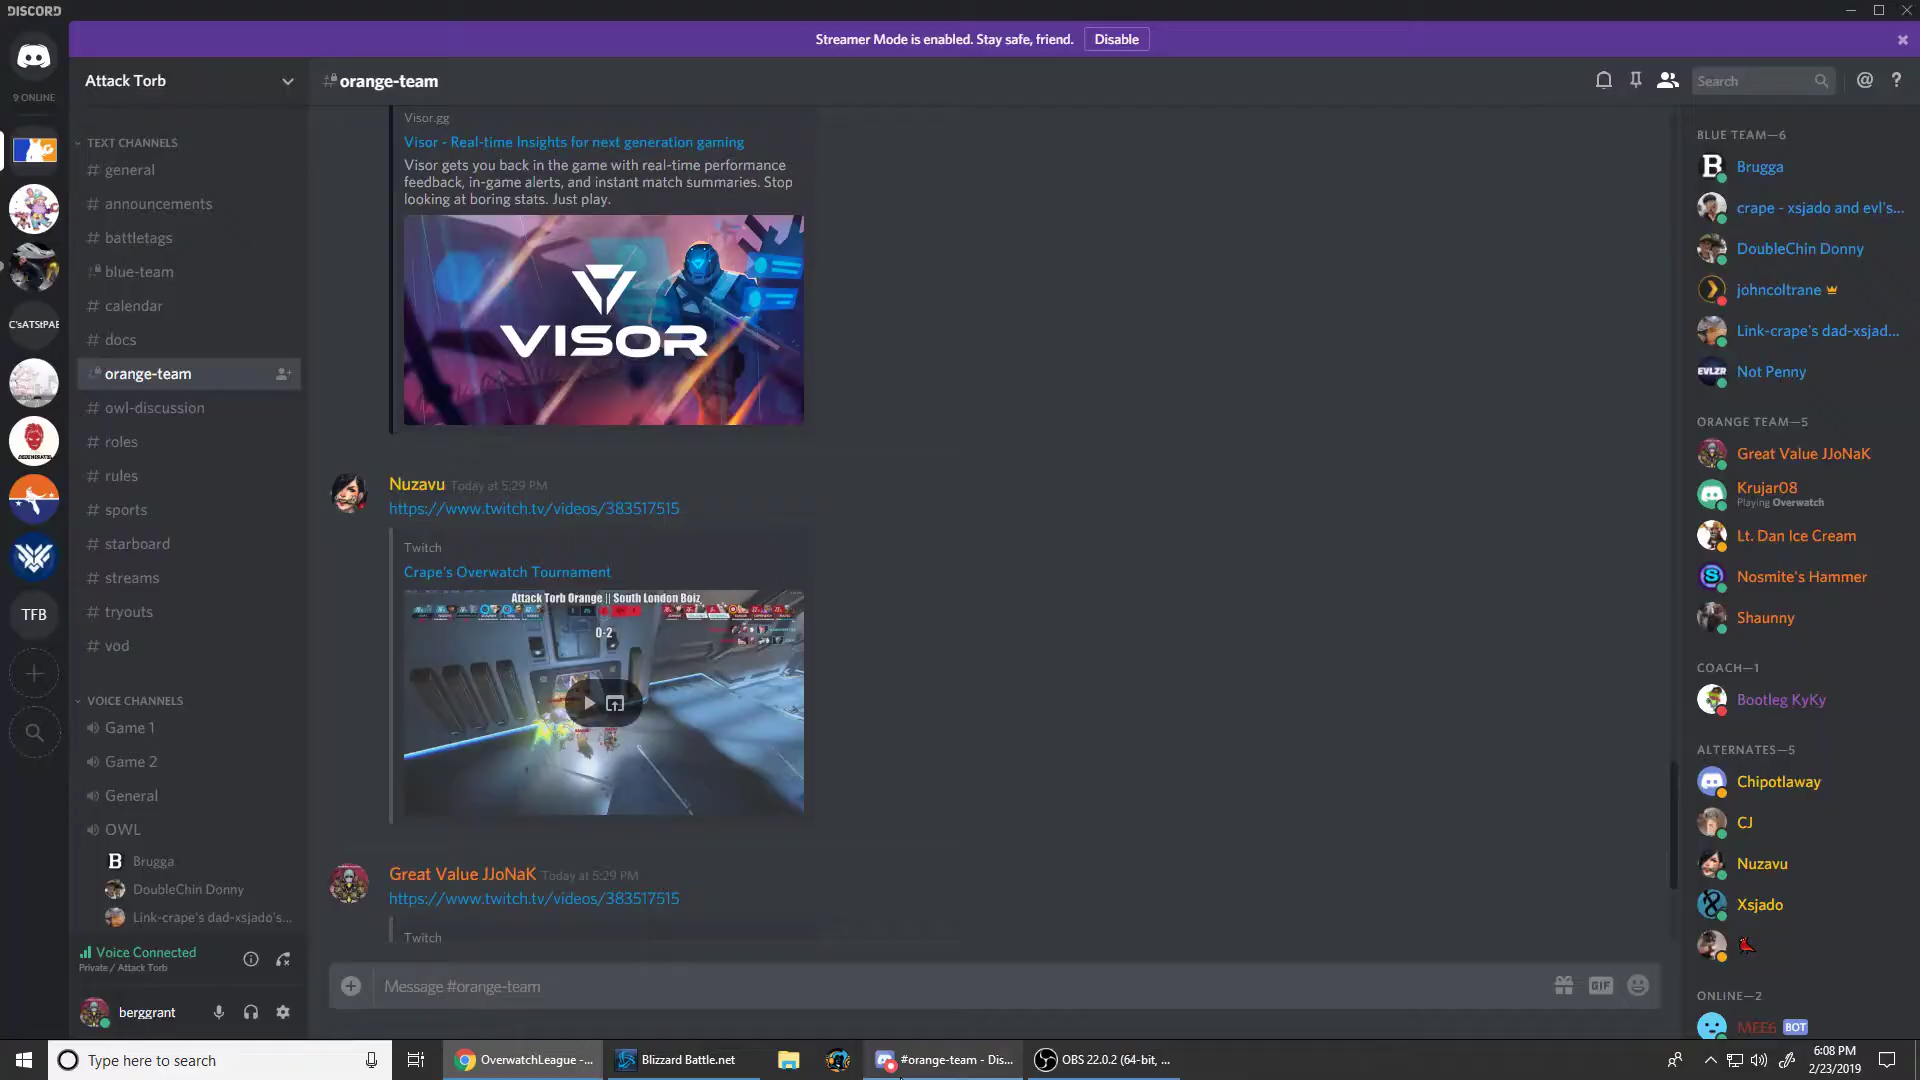 DISCORD
Streamer Mode is enabled. Stay safe, friend.
Disable
9 ONLINE
C'sATStPAE
TFB
Attack Torb
TEXT CHANNELS
# general
# announcements
# battletags
blue-team
# calendar
# docs
orange-team
# owl-discussion
# roles
# rules
# sports
# starboard
# streams
# tryouts
# vod
VOICE CHANNELS
Game 1
Game 2
General
OWL
Brugga
DoubleChin Donny
Link-crape's dad-xsjado's...
Voice Connected
Private / Attack Torb
berggrant
orange-team
Search
Visor.gg
Visor - Real-time Insights for next generation gaming
Visor gets you back in the game with real-time performance
feedback, in-game alerts, and instant match summaries. Stop
looking at boring stats. Just play.
VISOR
Nuzavu Today at 5:29 PM
https://www.twitch.tv/videos/383517515
Twitch
Crape's Overwatch Tournament
Attack Torb Orange || South London Boiz
0-2
Great Value JJoNaK Today at 5:29 PM
https://www.twitch.tv/videos/383517515
Twitch
Message #orange-team
GIF
BLUE TEAM—6
Brugga
crape - xsjado and evl's...
DoubleChin Donny
johncoltrane
Link-crape's dad-xsjad...
EVLZR
Not Penny
ORANGE TEAM—5
Great Value JJoNaK
Krujar08
Playing Overwatch
Lt. Dan Ice Cream
Nosmite's Hammer
Shaunny
COACH—1
Bootleg KyKy
ALTERNATES—5
Chipotlaway
CJ
Nuzavu
Xsjado
ONLINE—2
MEE6 BOT
Type here to search
OverwatchLeague -...
Blizzard Battle.net
#orange-team - Dis...
OBS 22.0.2 (64-bit, ...
6:08 PM
2/23/2019